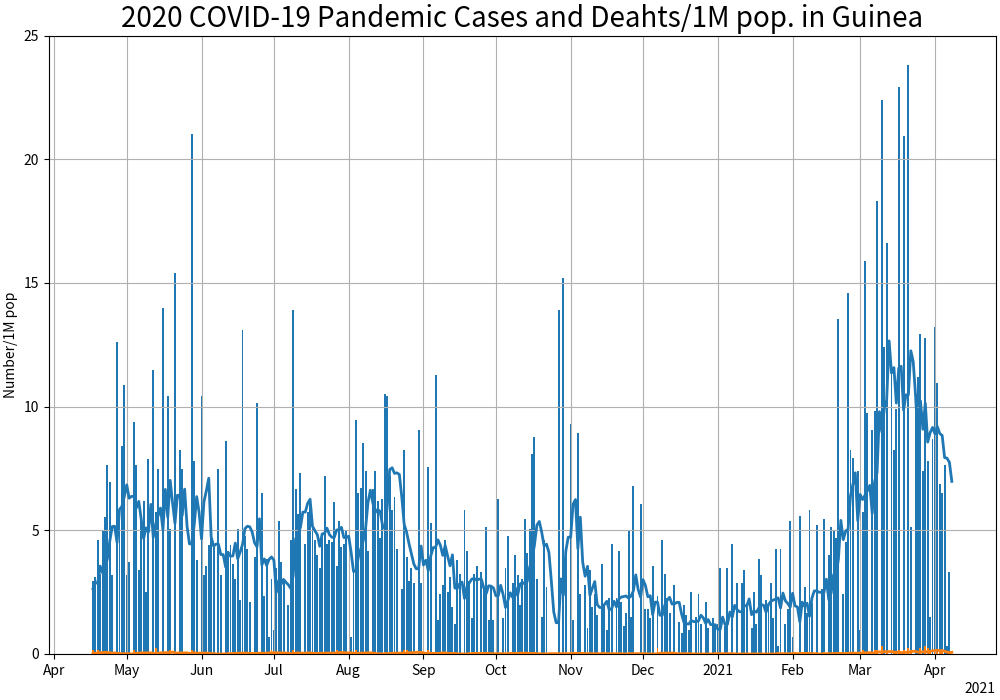 2020 COVID-19 Pandemic Cases and Deahts/1M pop. in Guinea
Number/1M pop
25
20
15
10
5
0
Apr May Jun Jul Aug Sep Oct Nov Dec 2021 Feb Mar Apr
2021